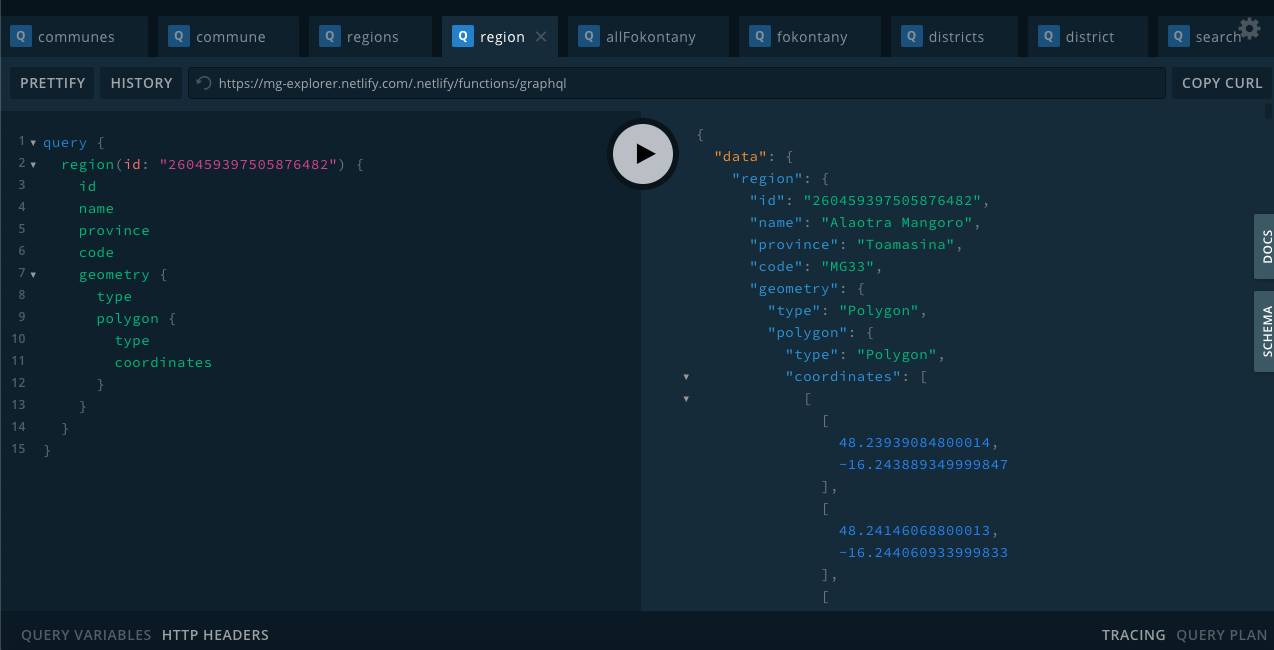 Q communes Q commune Q regions Q region × Q allFokontany Q fokontany Q districts Q district Q search
PRETTIFY HISTORY https://mg-explorer.netlify.com/.netlify/functions/graphql COPY CURL
1 query {
2 region(id: "260459397505876482") {
3 id
4 name
5 province
6 code
7 geometry {
8 type
9 polygon {
10 type
11 coordinates
12 }
13 }
14 }
15 }
{
"data": {
"region": {
"id": "260459397505876482",
"name": "Alaotra Mangoro",
"province": "Toamasina",
"code": "MG33",
"geometry": {
"type": "Polygon",
"polygon": {
"type": "Polygon",
"coordinates": [
[
[
48.23939084800014,
-16.243889349999847
],
[
48.24146068800013,
-16.244060933999833
],
[
DOCS
SCHEMA
QUERY VARIABLES HTTP HEADERS TRACING QUERY PLAN